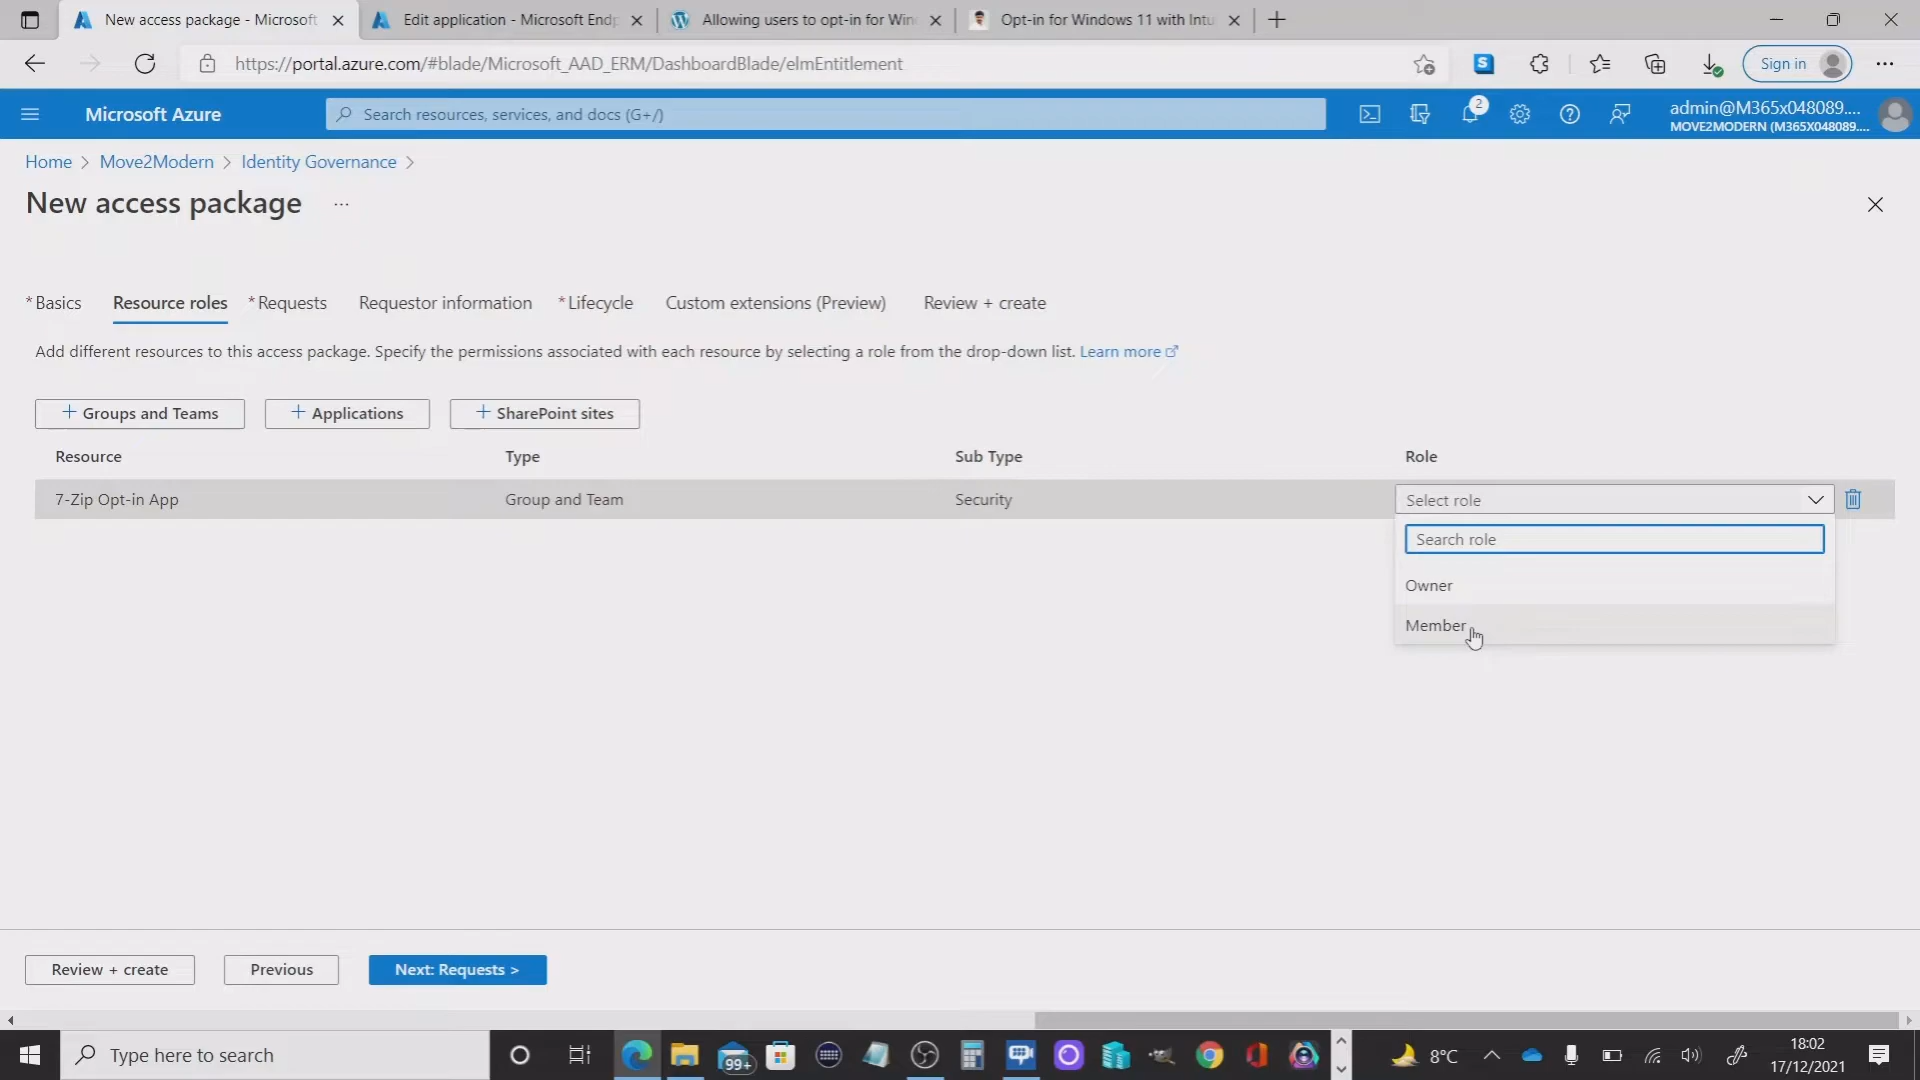 New access package - Microsoft
Edit application - Microsoft Endp
Allowing users to opt-in for Win
Opt-in for Windows 11 with Intu
https://portal.azure.com/#blade/Microsoft_AAD_ERM/DashboardBlade/elmEntitlement
S
Sign in
Microsoft Azure
Search resources, services, and docs (G+/)
2
admin@M365x048089....
MOVE2MODERN (M365X048089....
Home > Move2Modern > Identity Governance >
New access package ...
* Basics
Resource roles
* Requests
Requestor information
* Lifecycle
Custom extensions (Preview)
Review + create
Add different resources to this access package. Specify the permissions associated with each resource by selecting a role from the drop-down list. Learn more
+ Groups and Teams
+ Applications
+ SharePoint sites
Resource Type Sub Type Role
7-Zip Opt-in App Group and Team Security Select role
Search role
Owner
Member
Review + create
Previous
Next: Requests >
Type here to search
99+
8°C
18:02
17/12/2021